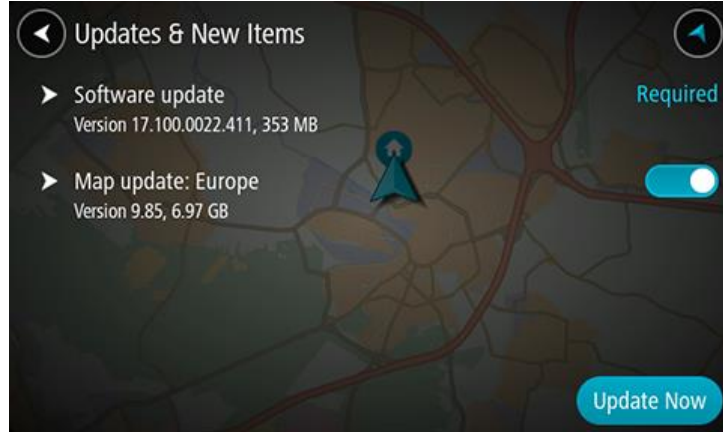 Updates & New Items
Software update
Required
Version 17.100.0022.411, 353 MB
Map update: Europe
Version 9.85, 6.97 GB
Update Now